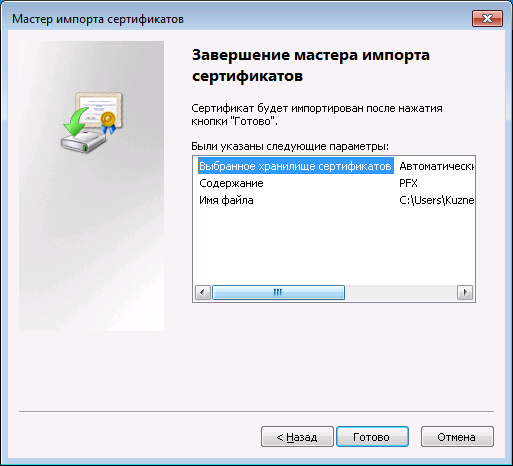 Мастер импорта сертификатов
Завершение мастера импорта
сертификатов
Сертификат будет импортирован после нажатия
кнопки "Готово".
Были указаны следующие параметры:
Выбранное хранилище сертификатов Автоматическ
Содержание PFX
Имя файла C:\Users\Kuzne
< Назад Готово Отмена